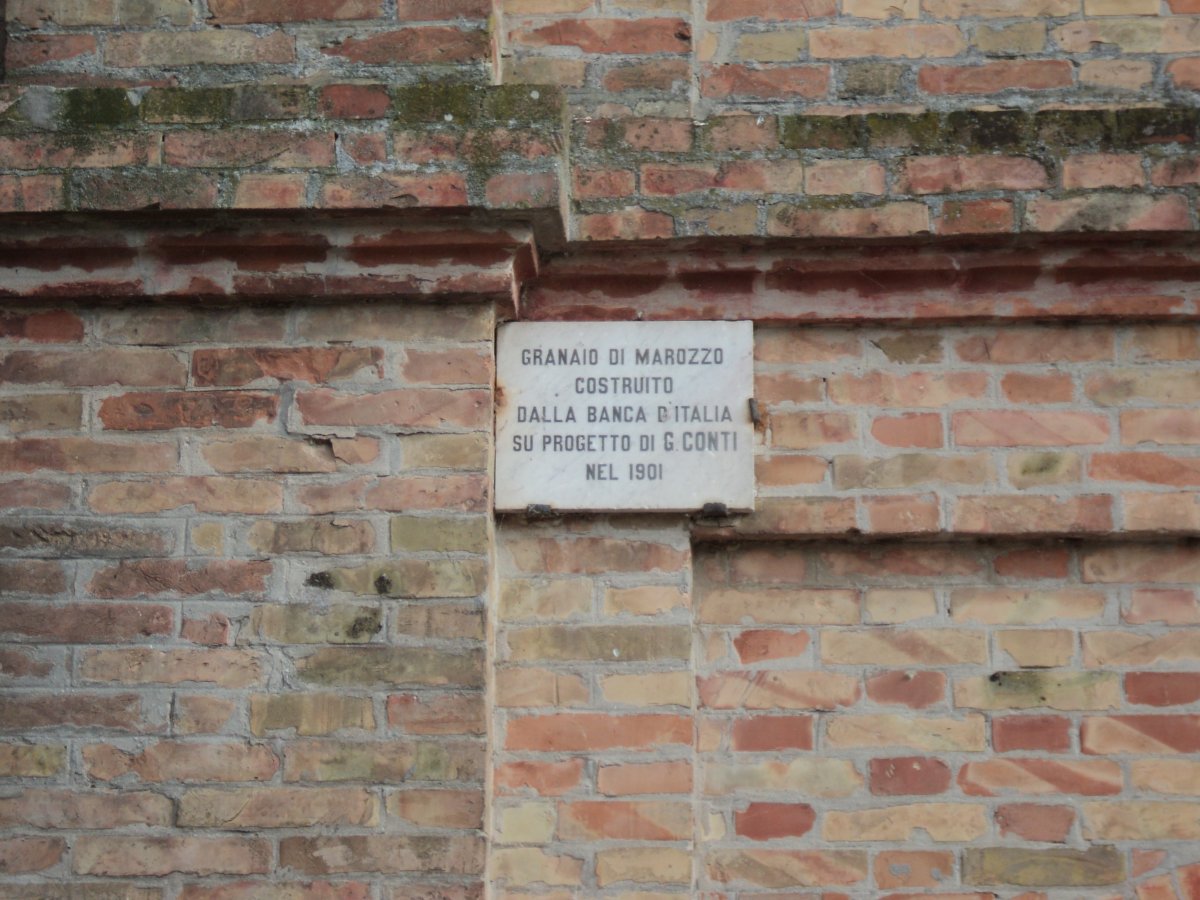 GRANAIO DI MAROZZO
COSTRUITO
DALLA BANCA D'ITALIA
SU PROGETTO DI G. CONTI
NEL 1901